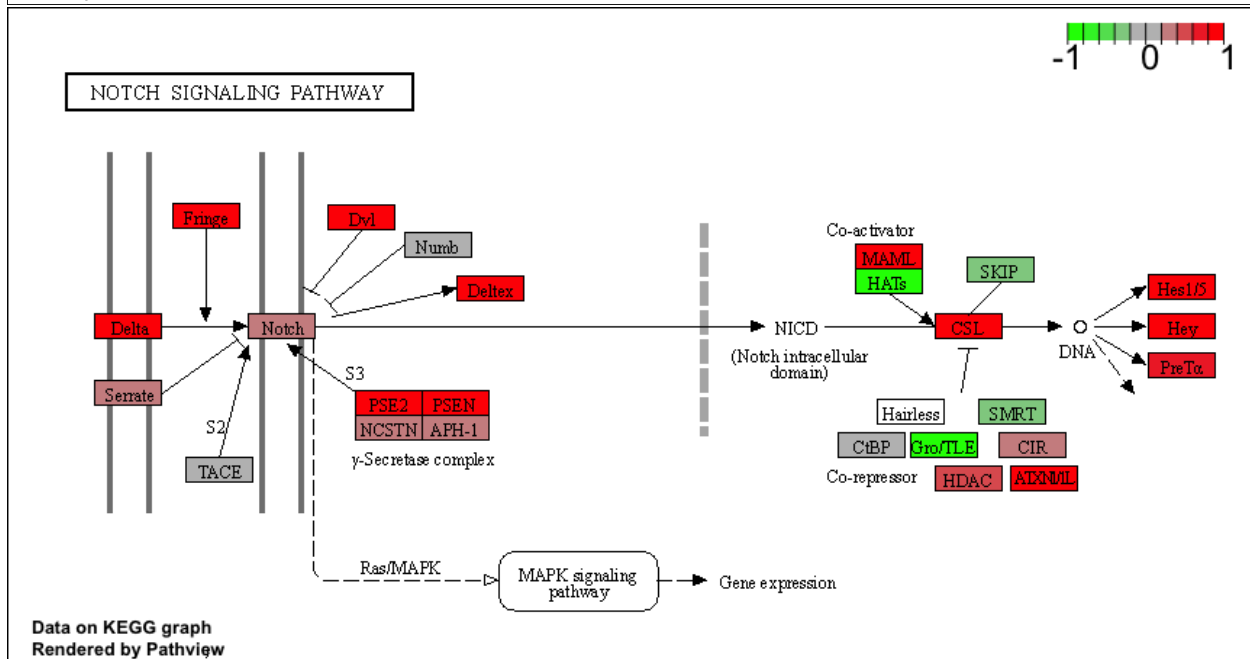 -1 0 1
NOTCH SIGNALING PATHWAY
Fringe
Dvl
Numb
Deltex
Delta
Notch
Serrate
S2
TACE
S3
PSE2 PSEN
NCSTN APH-1
γ-Secretase complex
NICD
(Notch intracellular
domain)
Co-activator
MAML
HATs
SKIP
CSL
DNA
Hes1/5
Hey
PreTα
Hairless
SMRT
CtBP
Gro/TLE
CIR
Co-repressor
HDAC
Ras/MAPK
MAPK signaling
pathway
Gene expression
Data on KEGG graph
Rendered by Pathview